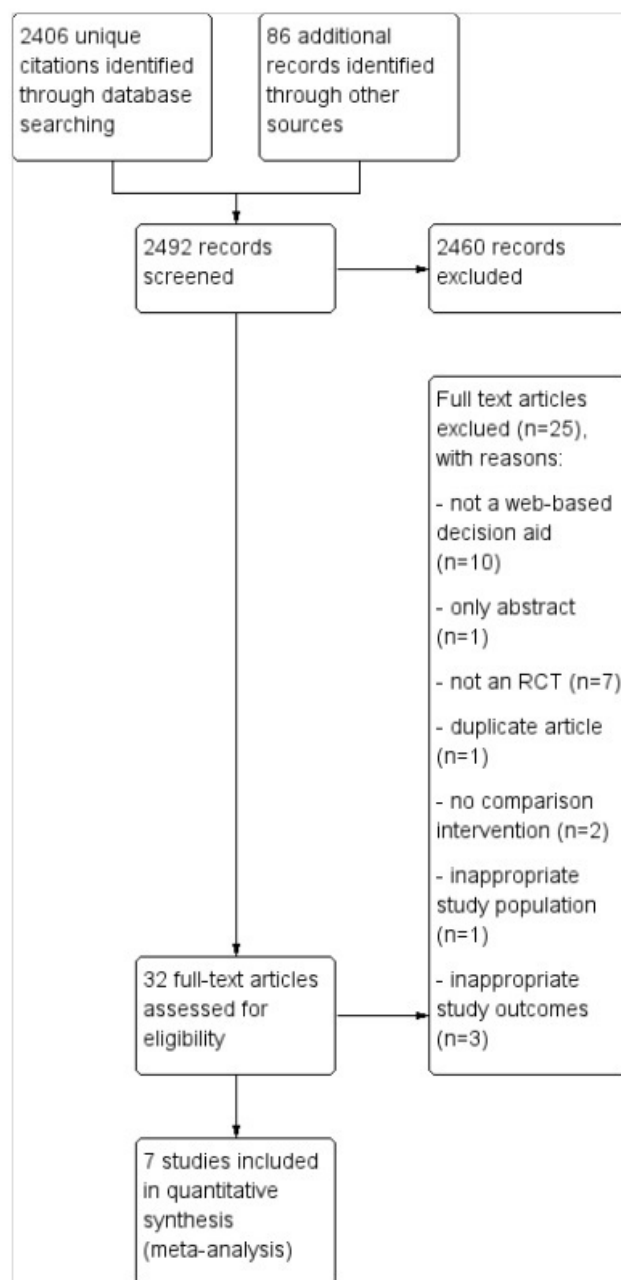 2406 unique
citations identified
through database
searching
86 additional
records identified
through other
sources
2492 records
screened
2460 records
excluded
Full text articles
exclued (n=25),
with reasons:
- not a web-based
decision aid
(n=10)
- only abstract
(n=1)
- not an RCT (n=7)
- duplicate article
(n=1)
- no comparison
intervention (n=2)
- inappropriate
study population
(n=1)
- inappropriate
study outcomes
(n=3)
32 full-text articles
assessed for
eligibility
7 studies included
in quantitative
synthesis
(meta-analysis)